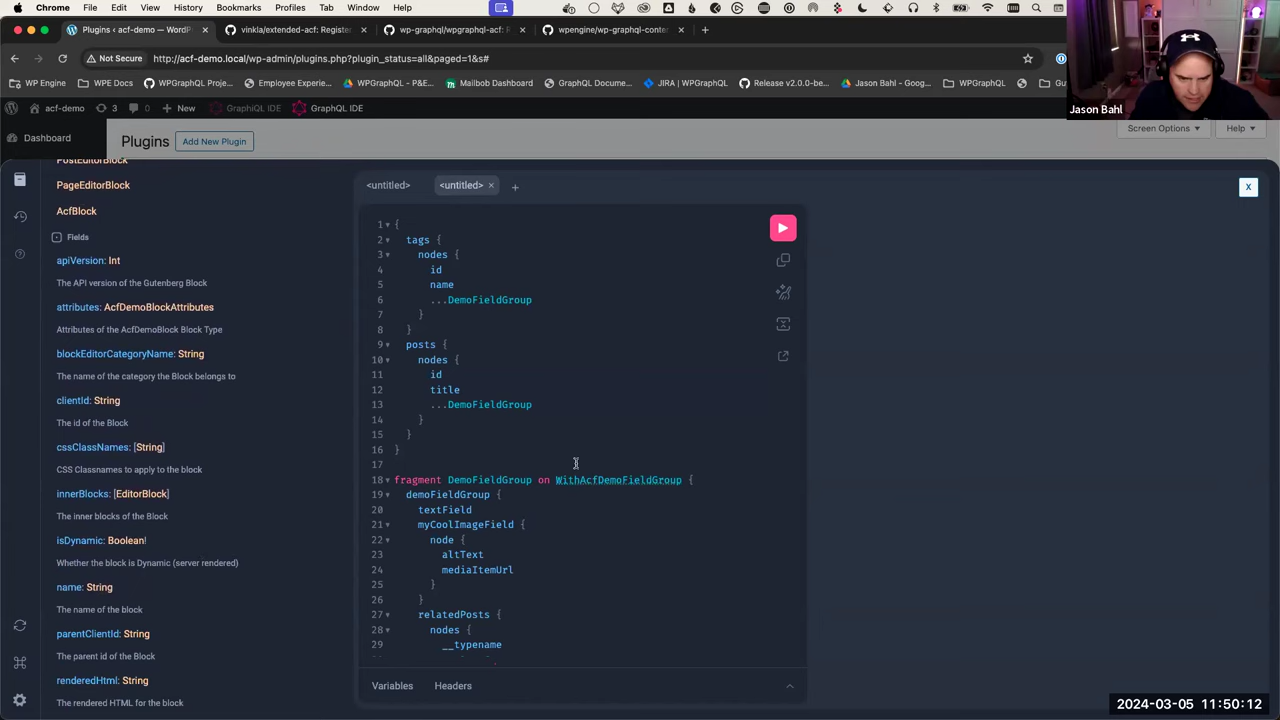 Chrome File Edit View History Bookmarks Profiles Tab Window Help
Plugins < acf-demo — WordP
vinkla/extended-acf: Register
wp-graphql/wpgraphql-acf: R
wpengine/wp-graphql-conten
Not Secure http://acf-demo.local/wp-admin/plugins.php?plugin_status=all&paged=1&s#
WP Engine WPE Docs WPGraphQL Proje... Employee Experie... WPGraphQL - P&E... Mailbob Dashboard Google Docume... JIRA | WPGraphQL Release v2.0.0-be... Jason Bahl - Goog... WPGraphQL
acf-demo 3 0 New GraphiQL IDE GraphQL IDE
Jason Bahl
Dashboard
Plugins Add New Plugin
Screen Options Help
PostEditorBlock
PageEditorBlock
AcfBlock
Fields
apiVersion: Int
The API version of the Gutenberg Block
attributes: AcfDemoBlockAttributes
Attributes of the AcfDemoBlock Block Type
blockEditorCategoryName: String
The name of the category the Block belongs to
clientId: String
The id of the Block
cssClassNames: [String]
CSS Classnames to apply to the block
innerBlocks: [EditorBlock]
The inner blocks of the Block
isDynamic: Boolean!
Whether the block is Dynamic (server rendered)
name: String
The name of the block
parentClientId: String
The parent id of the Block
renderedHtml: String
The rendered HTML for the block
<untitled> <untitled> × +
X
1 {
2 tags {
3 nodes {
4 id
5 name
6 ...DemoFieldGroup
7 }
8 }
9 posts {
10 nodes {
11 id
12 title
13 ...DemoFieldGroup
14 }
15 }
16 }
17
18 fragment DemoFieldGroup on WithAcfDemoFieldGroup {
19 demoFieldGroup {
20 textField
21 myCoolImageField {
22 node {
23 altText
24 mediaItemUrl
25 }
26 }
27 relatedPosts {
28 nodes {
29 __typename
Variables Headers
2024-03-05 11:50:12